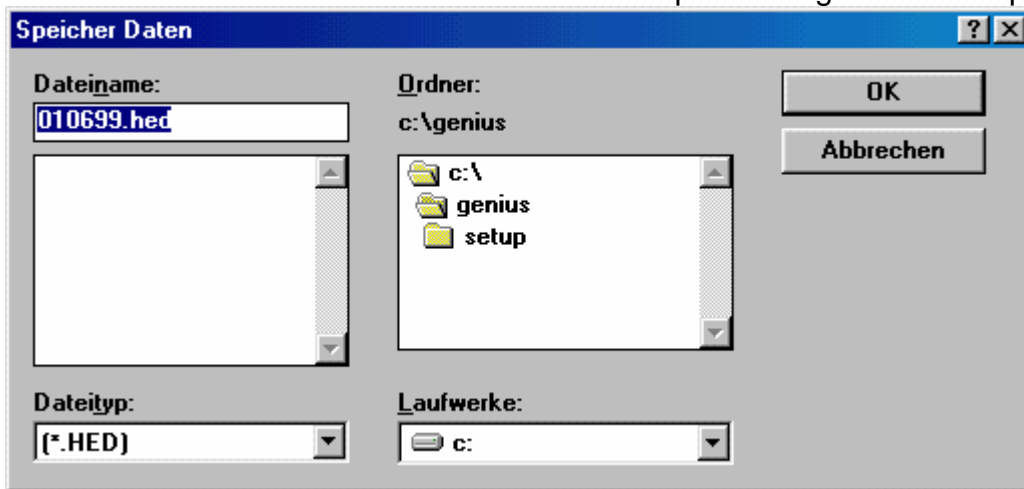 Speicher Daten
Dateiname:
010699.hed
Ordner:
c:\genius
c:\
genius
setup
OK
Abbrechen
Dateityp:
(*.HED)
Laufwerke:
c: